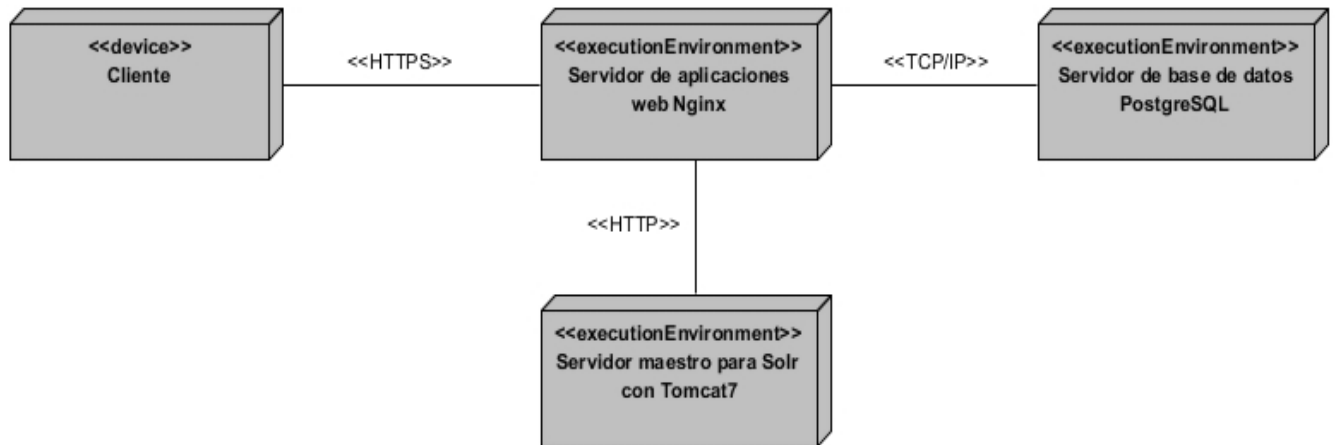 <<device>>
Cliente
<<HTTPS>>
<<executionEnvironment>>
Servidor de aplicaciones
web Nginx
<<TCP/IP>>
<<executionEnvironment>>
Servidor de base de datos
PostgreSQL
<<HTTP>>
<<executionEnvironment>>
Servidor maestro para Solr
con Tomcat7